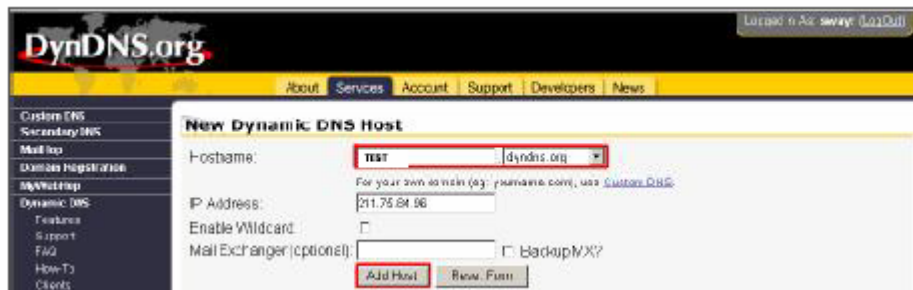 Logged in As: sway: (LogOut)
DynDNS.org
About Services Account Support Developers News
Custom DNS
Secondary DNS
MailHop
Domain Registration
MyWebHop
Dynamic DNS
Features
Support
FAQ
How-To
Clients
New Dynamic DNS Host
Hostname: TEST dyndns.org
For your own domain (eg: yourname.com), use Custom DNS.
IP Address: 211.75.84.96
Enable Wildcard:
Mail Exchanger (optional): Backup MX?
Add Host Reset Form